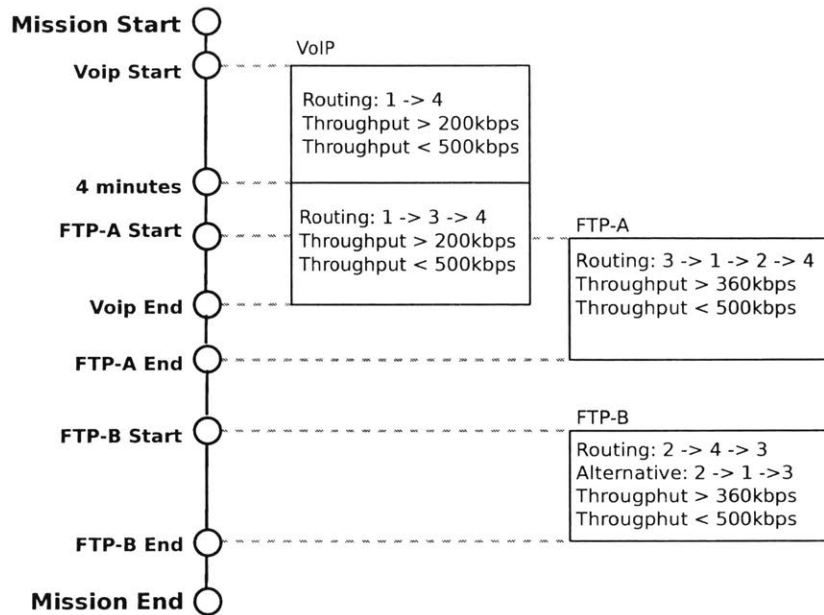 Mission Start
VoIP
Voip Start
Routing: 1 -> 4
Throughput > 200kbps
Throughput < 500kbps
4 minutes
Routing: 1 -> 3 -> 4
Throughput > 200kbps
Throughput < 500kbps
FTP-A Start
FTP-A
Routing: 3 -> 1 -> 2 -> 4
Throughput > 360kbps
Throughput < 500kbps
Voip End
FTP-A End
FTP-B Start
FTP-B
Routing: 2 -> 4 -> 3
Alternative: 2 -> 1 ->3
Througphut > 360kbps
Througphut < 500kbps
FTP-B End
Mission End